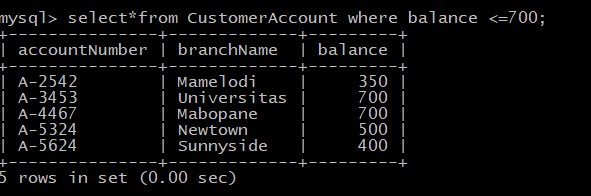 mysql> select*from CustomerAccount where balance <=700;
+---------------+-------------+---------+
| accountNumber | branchName | balance |
+---------------+-------------+---------+
| A-2542 | Mamelodi | 350 |
| A-3453 | Universitas | 700 |
| A-4467 | Mabopane | 700 |
| A-5324 | Newtown | 500 |
| A-5624 | Sunnyside | 400 |
+---------------+-------------+---------+
5 rows in set (0.00 sec)